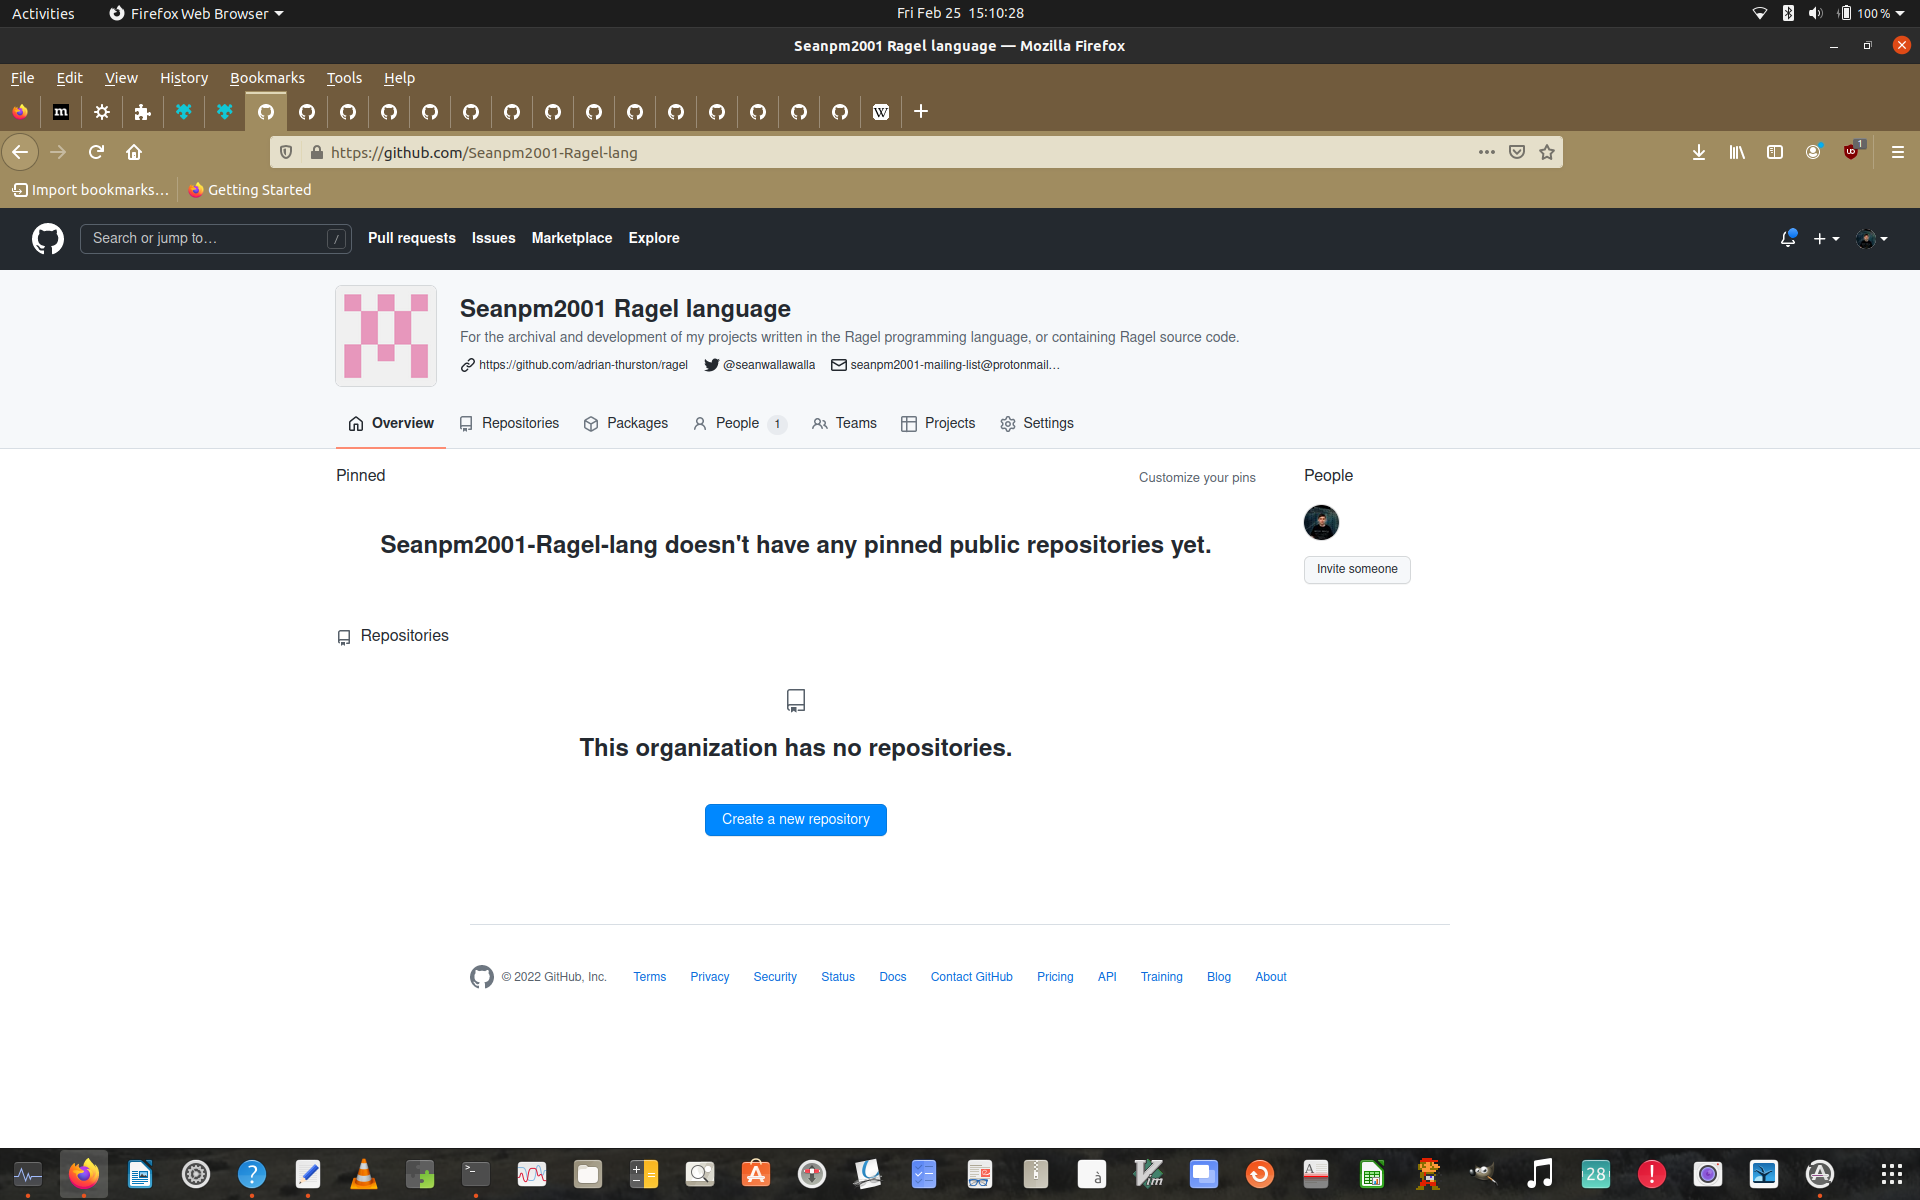 Activities Firefox Web Browser Fri Feb 25 15:10:28 100 %
Seanpm2001 Ragel language — Mozilla Firefox
File Edit View History Bookmarks Tools Help
m W
https://github.com/Seanpm2001-Ragel-lang 1
Import bookmarks… Getting Started
Search or jump to… / Pull requests Issues Marketplace Explore
Seanpm2001 Ragel language
For the archival and development of my projects written in the Ragel programming language, or containing Ragel source code.
https://github.com/adrian-thurston/ragel @seanwallawalla seanpm2001-mailing-list@protonmail…
Overview Repositories Packages People 1 Teams Projects Settings
Pinned Customize your pins People
Seanpm2001-Ragel-lang doesn't have any pinned public repositories yet.
Invite someone
Repositories
This organization has no repositories.
Create a new repository
© 2022 GitHub, Inc. Terms Privacy Security Status Docs Contact GitHub Pricing API Training Blog About
28